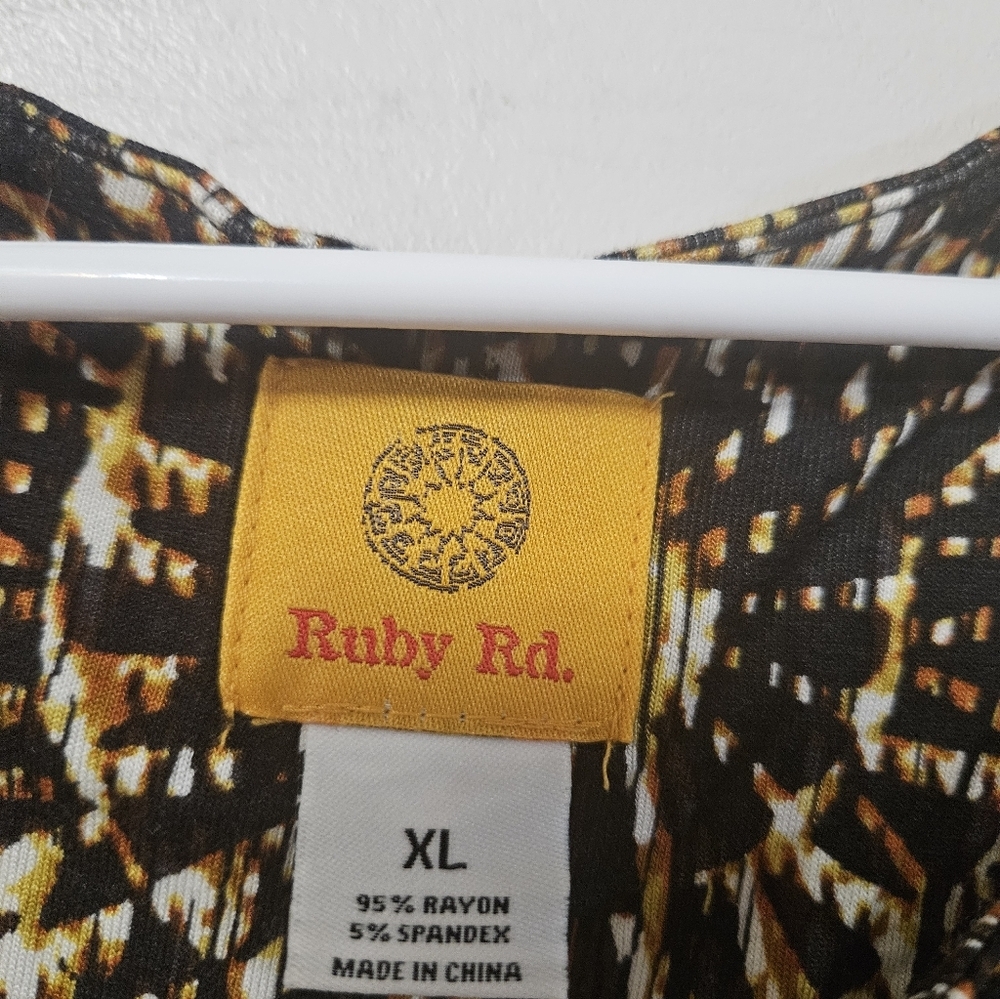 Ruby Rd.
XL
95% RAYON
5% SPANDEX
MADE IN CHINA